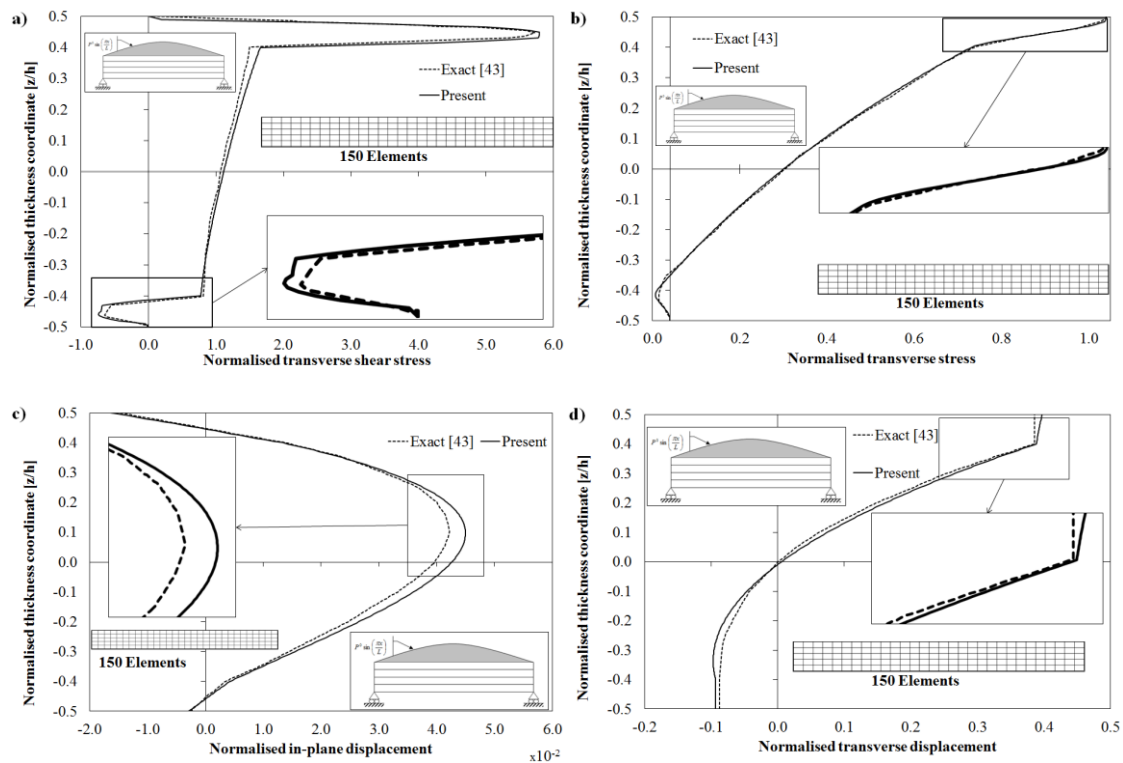 a)
0.5
0.4
0.3
0.2
0.1
0.0
-0.1
-0.2
-0.3
-0.4
-0.5
Normalised thickness coordinate [z/h]
Exact [43]
Present
150 Elements
-1.0 0.0 1.0 2.0 3.0 4.0 5.0 6.0
Normalised transverse shear stress
b)
0.5
0.4
0.3
0.2
0.1
0.0
-0.1
-0.2
-0.3
-0.4
-0.5
Normalised thickness coordinate [z/h]
Exact [43]
Present
150 Elements
0.0 0.2 0.4 0.6 0.8 1.0
Normalised transverse stress
c)
0.5
0.4
0.3
0.2
0.1
0.0
-0.1
-0.2
-0.3
-0.4
-0.5
Normalised thickness coordinate [z/h]
Exact [43] Present
150 Elements
-2.0 0.0 1.0 2.0 3.0 4.0 5.0 6.0
Normalised in-plane displacement
x10⁻²
d)
0.5
0.4
0.3
0.2
0.1
0.0
-0.1
-0.2
-0.3
-0.4
-0.5
Normalised thickness coordinate [z/h]
Exact [43]
Present
150 Elements
-0.2 -0.1 0.0 0.1 0.2 0.3 0.4 0.5
Normalised transverse displacement